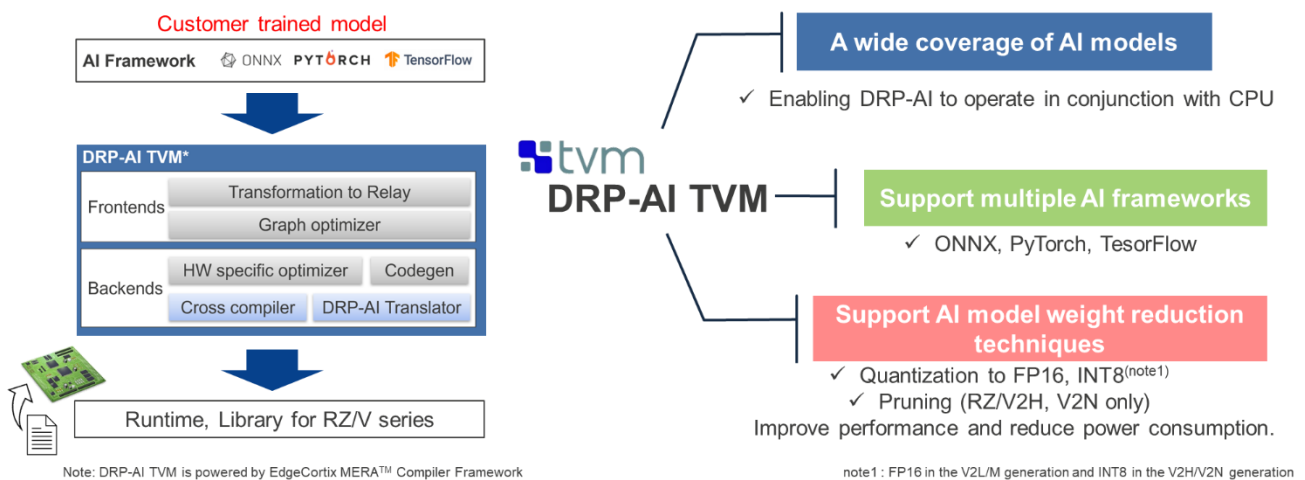 Customer trained model
AI Framework ONNX PYTORCH TensorFlow
DRP-AI TVM*
Frontends
Transformation to Relay
Graph optimizer
Backends
HW specific optimizer Codegen
Cross compiler DRP-AI Translator
Runtime, Library for RZ/V series
Note: DRP-AI TVM is powered by EdgeCortix MERA™ Compiler Framework
tvm
DRP-AI TVM
A wide coverage of AI models
✓ Enabling DRP-AI to operate in conjunction with CPU
Support multiple AI frameworks
✓ ONNX, PyTorch, TesorFlow
Support AI model weight reduction
techniques
✓ Quantization to FP16, INT8(note1)
✓ Pruning (RZ/V2H, V2N only)
Improve performance and reduce power consumption.
note1 : FP16 in the V2L/M generation and INT8 in the V2H/V2N generation